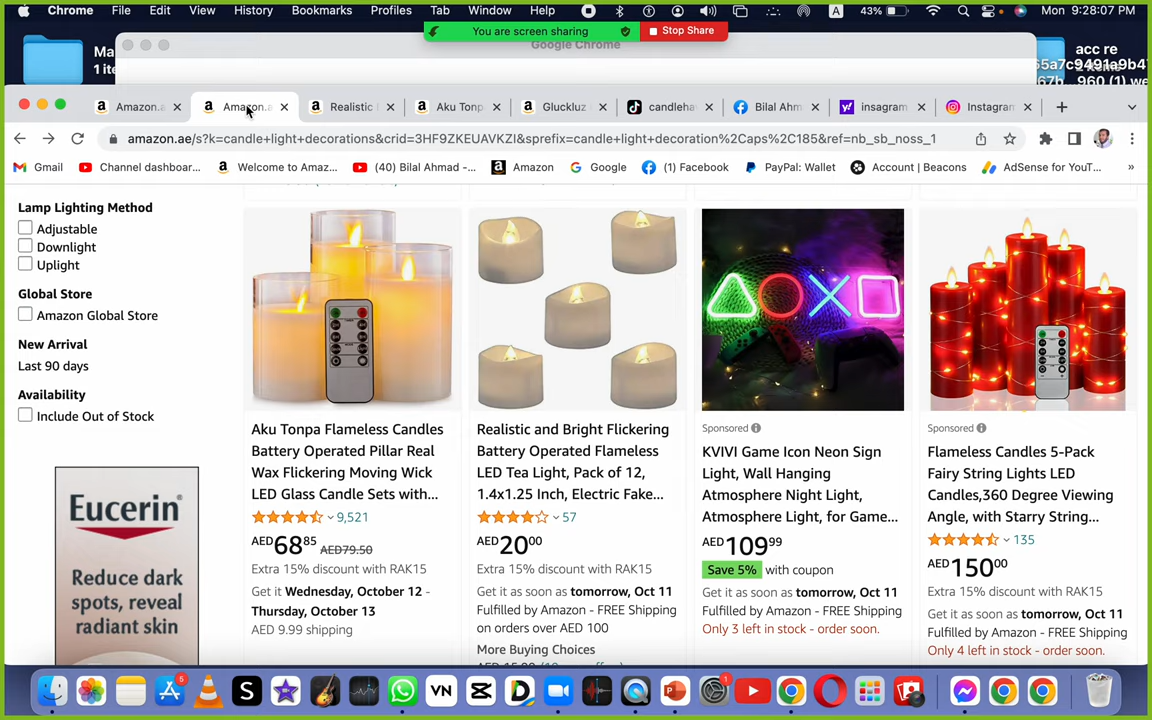 Chrome File Edit View History Bookmarks Profiles Tab Window Help A 43% Mon 9:28:07 PM
You are screen sharing Stop Share
Google Chrome
Ma
1 ite
acc re
65a7c9491a9b4
67b 960 (1) we
Amazon.a Amazon.a Realistic Aku Tonp Gluckluz candleha Bilal Ahm insagram Instagram
amazon.ae/s?k=candle+light+decorations&crid=3HF9ZKEUAVKZI&sprefix=candle+light+decoration%2Caps%2C185&ref=nb_sb_noss_1
Gmail Channel dashboar... Welcome to Amaz... (40) Bilal Ahmad -... Amazon Google (1) Facebook PayPal: Wallet Account | Beacons AdSense for YouT... »
Lamp Lighting Method
Adjustable
Downlight
Uplight
Global Store
Amazon Global Store
New Arrival
Last 90 days
Availability
Include Out of Stock
Eucerin
Reduce dark
spots, reveal
radiant skin
Aku Tonpa Flameless Candles
Battery Operated Pillar Real
Wax Flickering Moving Wick
LED Glass Candle Sets with...
9,521
AED68 85 AED79.50
Extra 15% discount with RAK15
Get it Wednesday, October 12 -
Thursday, October 13
AED 9.99 shipping
Realistic and Bright Flickering
Battery Operated Flameless
LED Tea Light, Pack of 12,
1.4x1.25 Inch, Electric Fake...
57
AED20 00
Extra 15% discount with RAK15
Get it as soon as tomorrow, Oct 11
Fulfilled by Amazon - FREE Shipping
on orders over AED 100
More Buying Choices
Sponsored
KVIVI Game Icon Neon Sign
Light, Wall Hanging
Atmosphere Night Light,
Atmosphere Light, for Game...
AED109 99
Save 5% with coupon
Get it as soon as tomorrow, Oct 11
Fulfilled by Amazon - FREE Shipping
Only 3 left in stock - order soon.
Sponsored
Flameless Candles 5-Pack
Fairy String Lights LED
Candles,360 Degree Viewing
Angle, with Starry String...
135
AED150 00
Extra 15% discount with RAK15
Get it as soon as tomorrow, Oct 11
Fulfilled by Amazon - FREE Shipping
Only 4 left in stock - order soon.
5 S VN 1